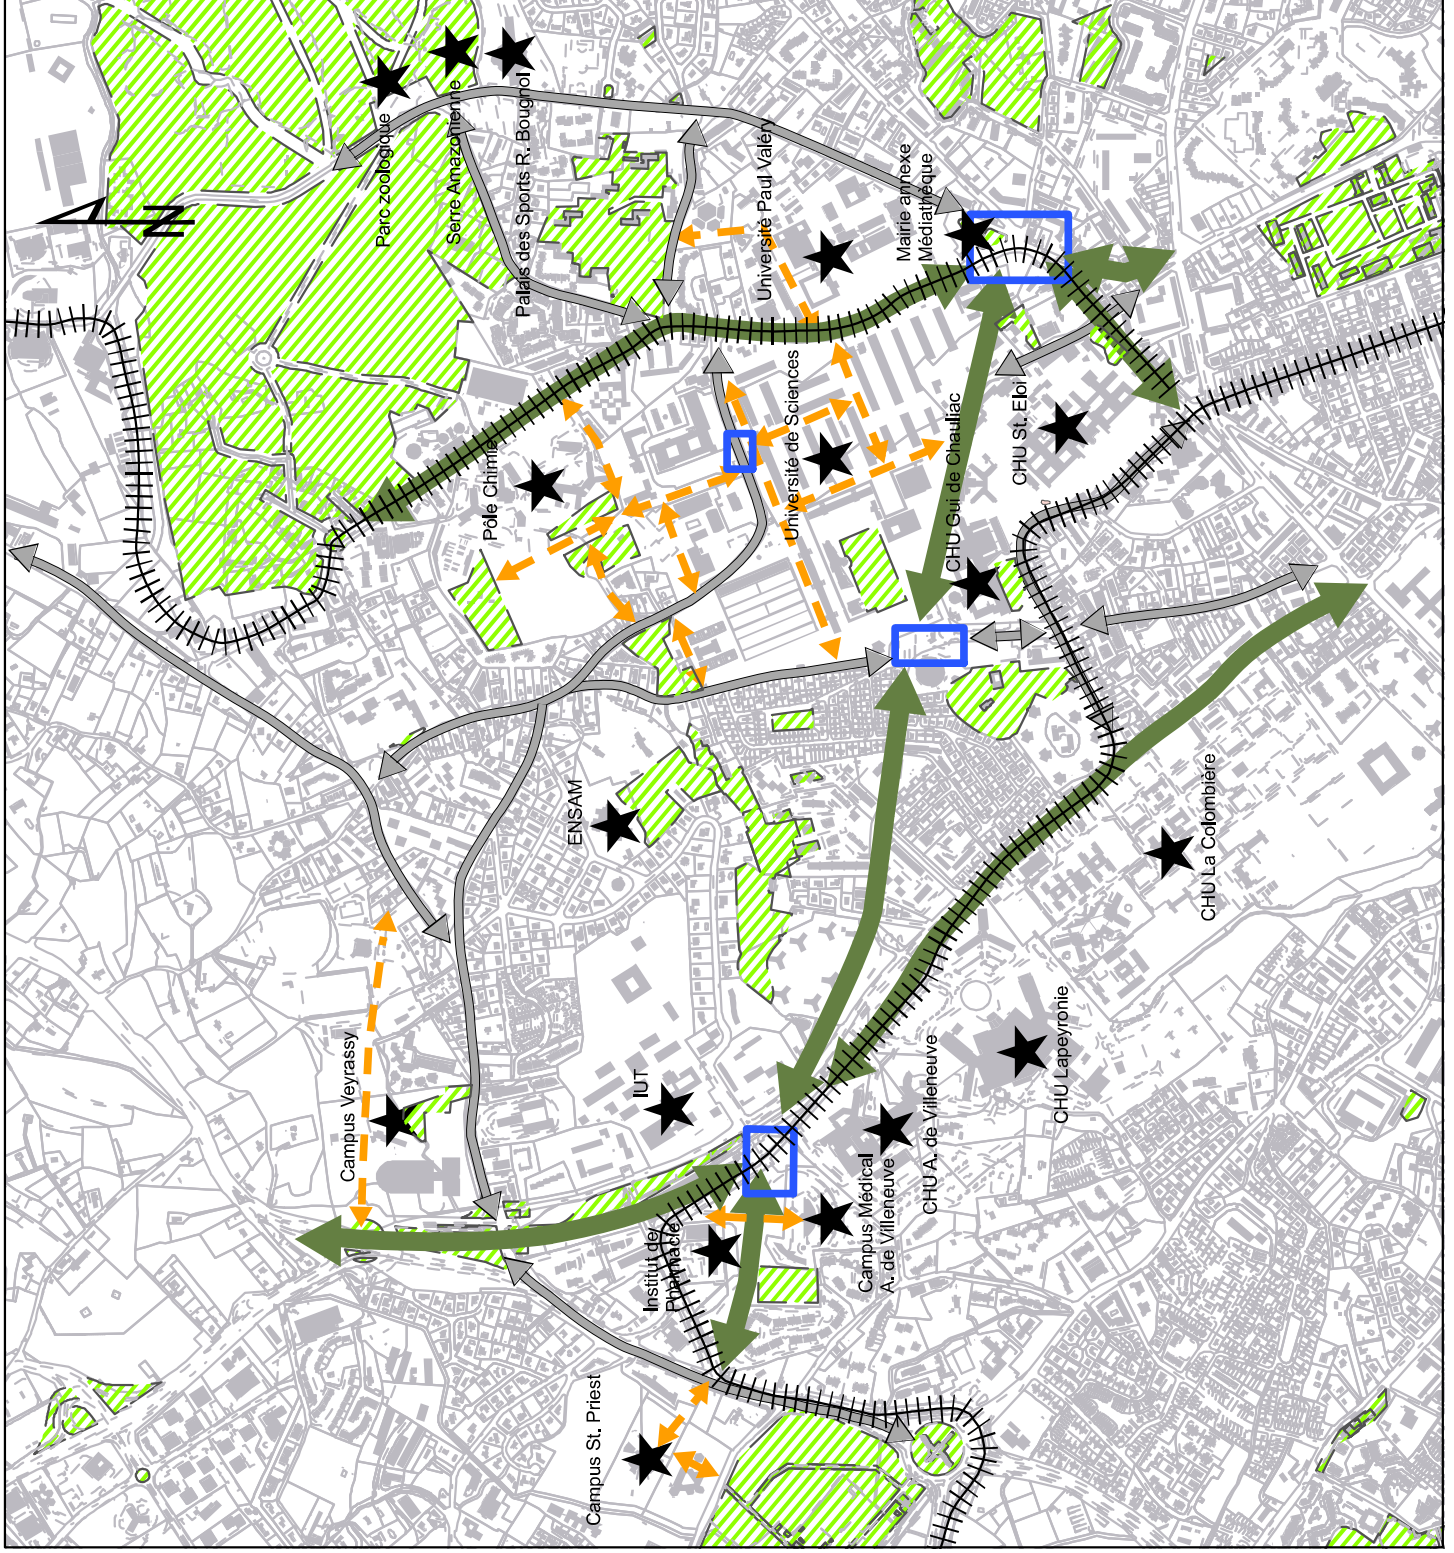 Parc zoologique
Serre Amazonienne
Palais des Sports R. Bougnol
Université Paul Valéry
Mairie annexe
Médiathèque
N
Pôle Chimie
Université de Sciences
CHU Gui de Chauliac
CHU St. Eloi
ENSAM
CHU La Colombière
Campus Veyrassy
IUT
CHU Lapeyronie
CHU A. de Villeneuve
Campus Médical
A. de Villeneuve
Institut de
Pharmacie
Campus St. Priest